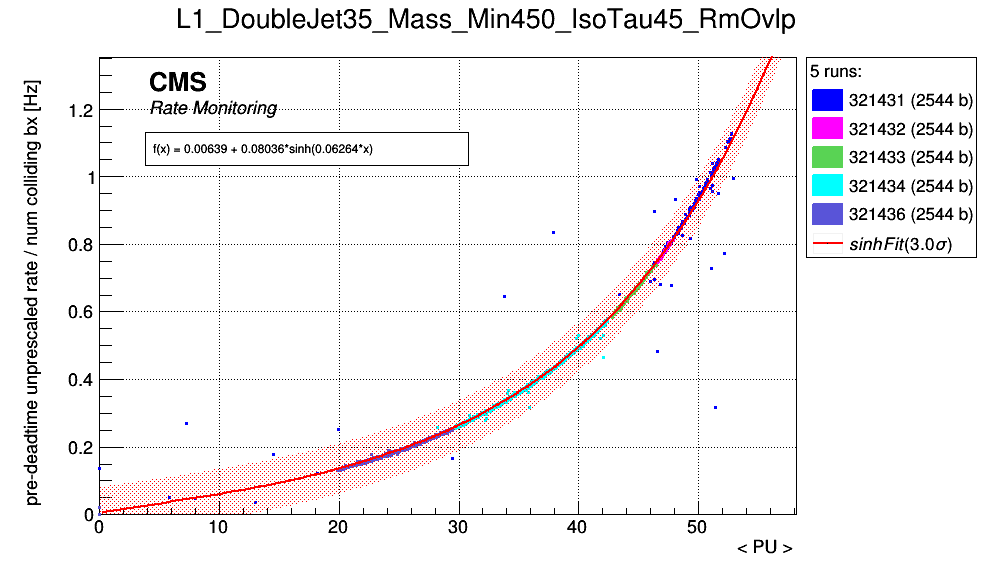 L1_DoubleJet35_Mass_Min450_IsoTau45_RmOvlp
CMS
Rate Monitoring
f(x) = 0.00639 + 0.08036*sinh(0.06264*x)
pre-deadtime unprescaled rate / num colliding bx [Hz]
1.2
1
0.8
0.6
0.4
0.2
0
0 10 20 30 40 50
< PU >
5 runs:
321431 (2544 b)
321432 (2544 b)
321433 (2544 b)
321434 (2544 b)
321436 (2544 b)
sinhFit(3.0σ)